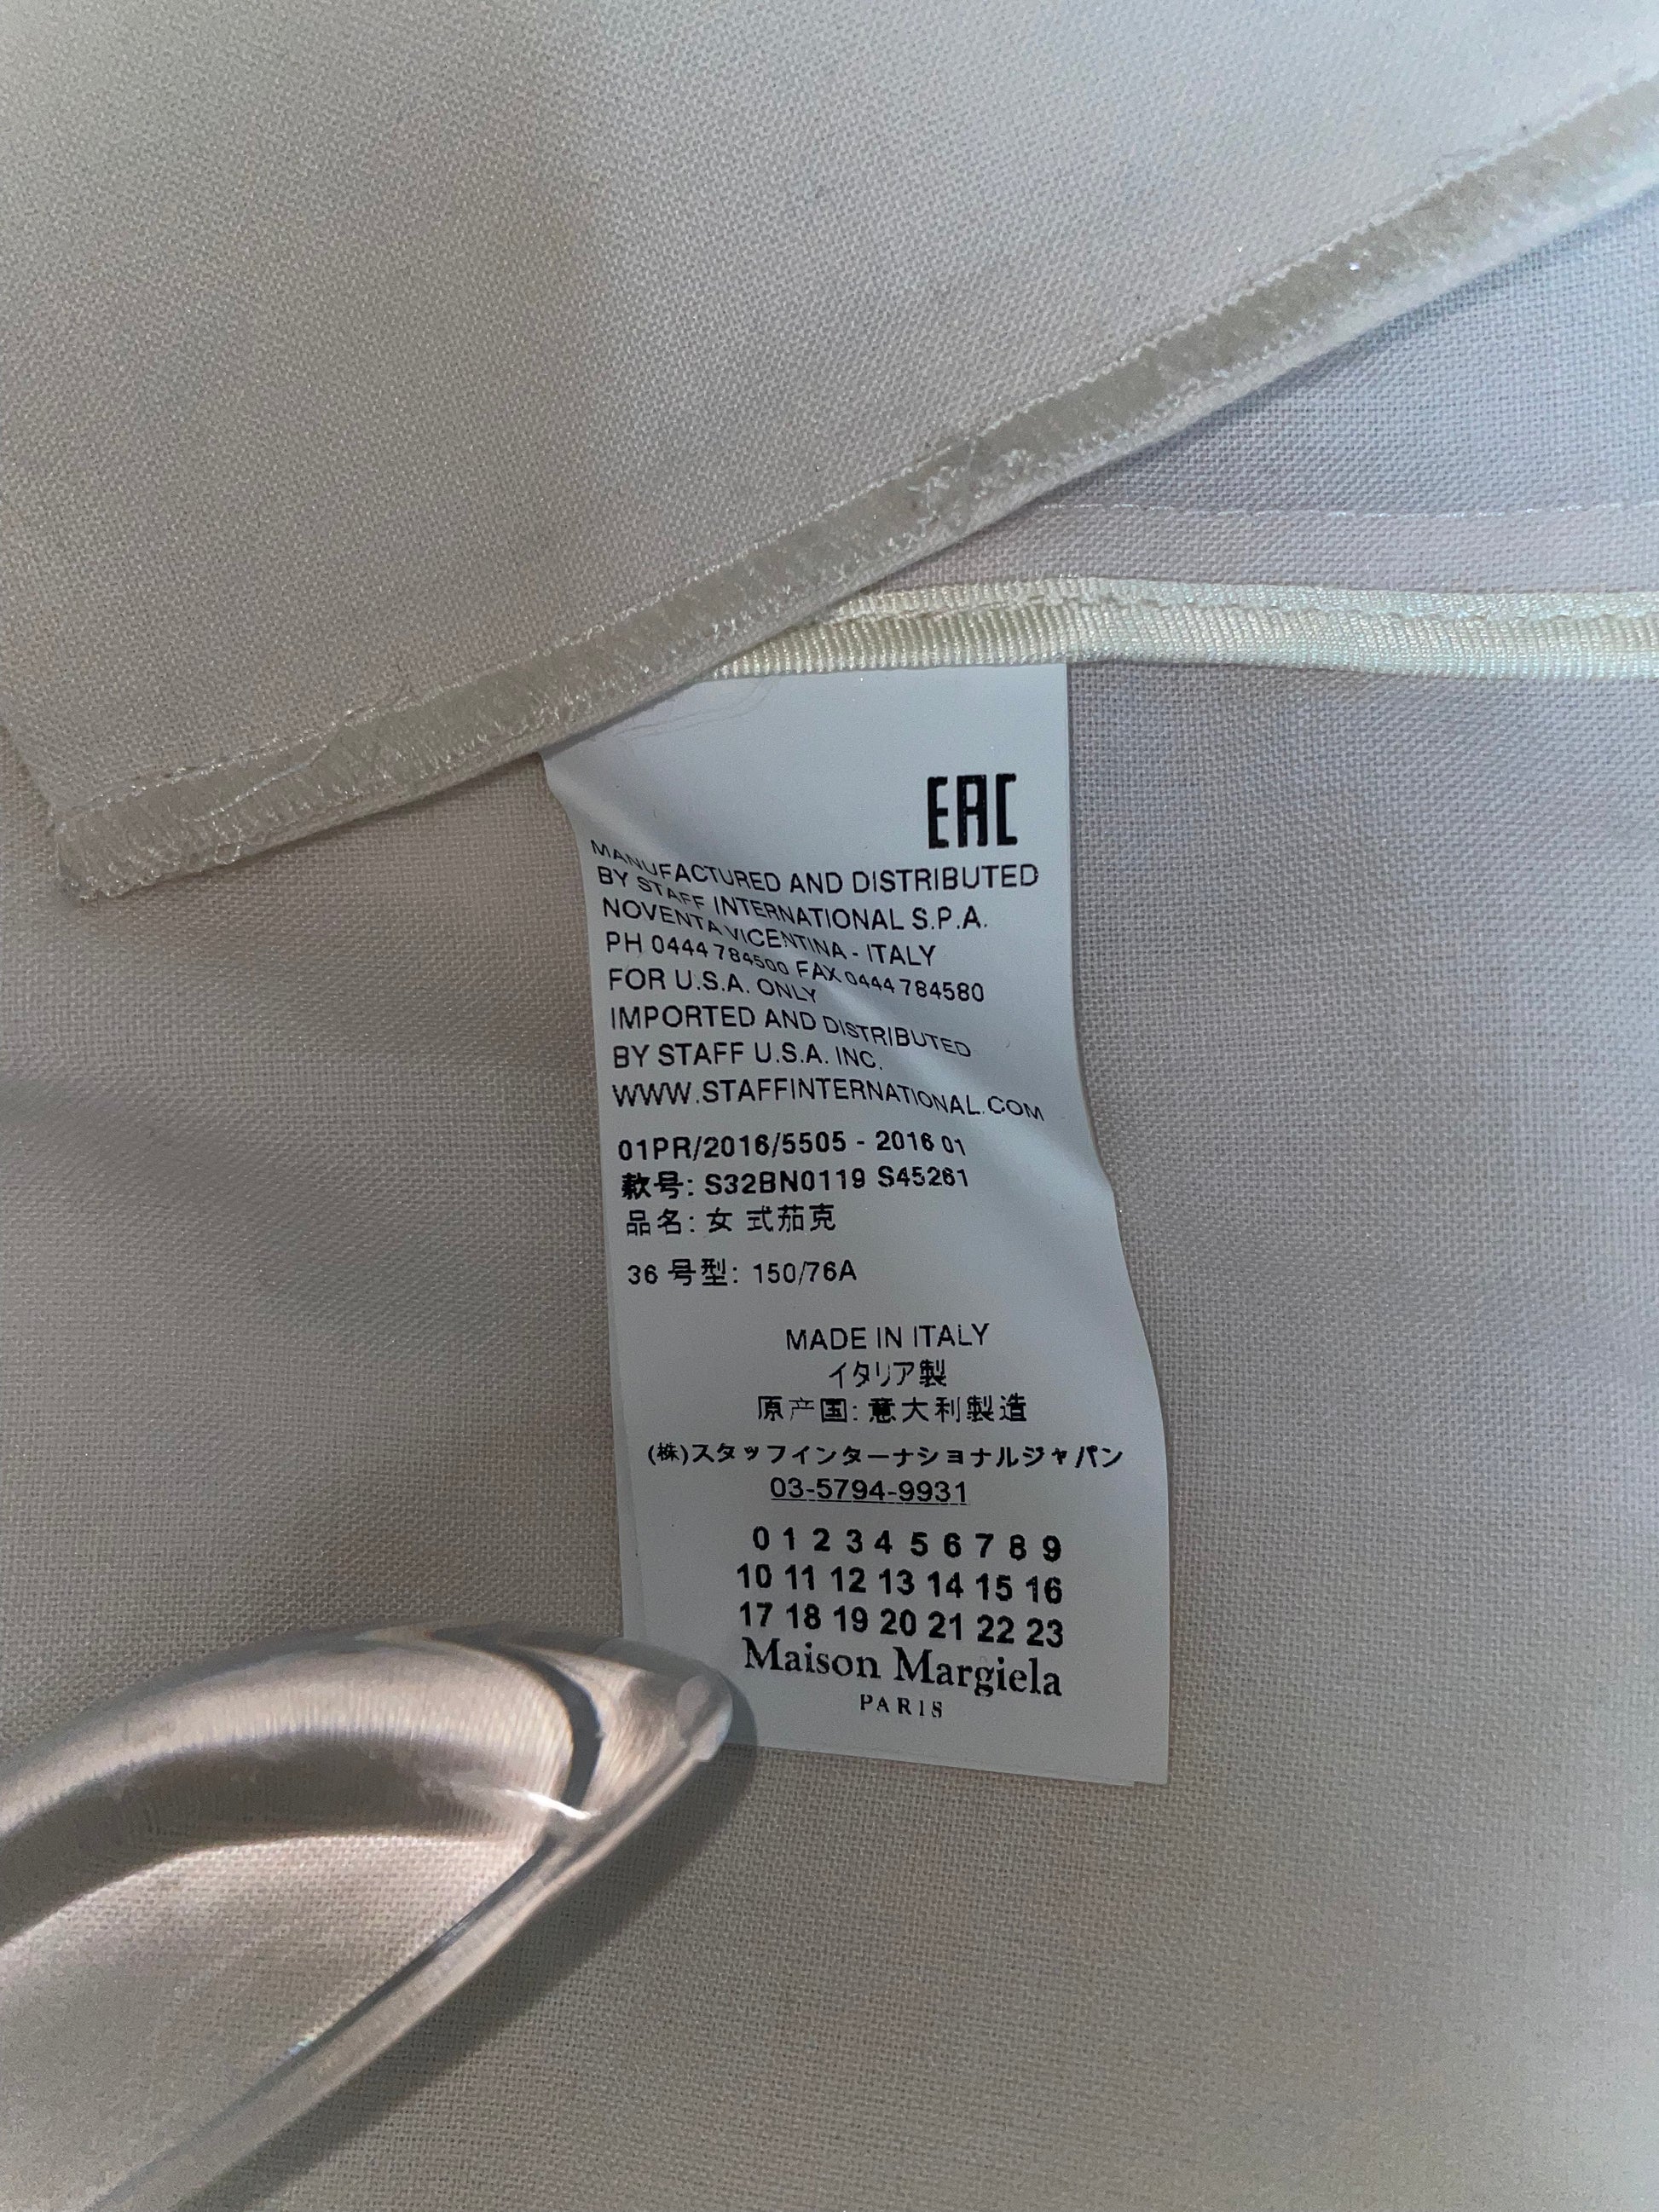 EAC
MANUFACTURED AND DISTRIBUTED
BY STAFF INTERNATIONAL S.P.A.
NOVENTA VICENTINA - ITALY
PH 0444 784500 FAX 0444 784580
FOR U.S.A. ONLY
IMPORTED AND DISTRIBUTED
BY STAFF U.S.A. INC.
WWW.STAFFINTERNATIONAL.COM
01PR/2016/5505 - 2016 01
款号: S32BN0119 S45261
品名: 女 式茄克
36 号型: 150/76A
MADE IN ITALY
イタリア製
原产国: 意大利製造
(株)スタッフインターナショナルジャパン
03-5794-9931
0 1 2 3 4 5 6 7 8 9
10 11 12 13 14 15 16
17 18 19 20 21 22 23
Maison Margiela
PARIS